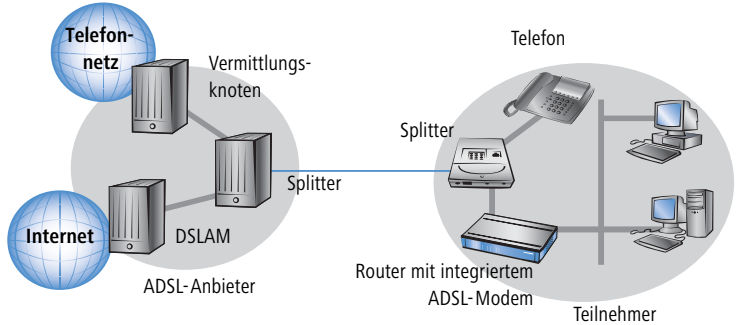 Telefon-
netz
Vermittlungs-
knoten
Splitter
Internet
DSLAM
ADSL-Anbieter
Telefon
Splitter
Router mit integriertem
ADSL-Modem
Teilnehmer